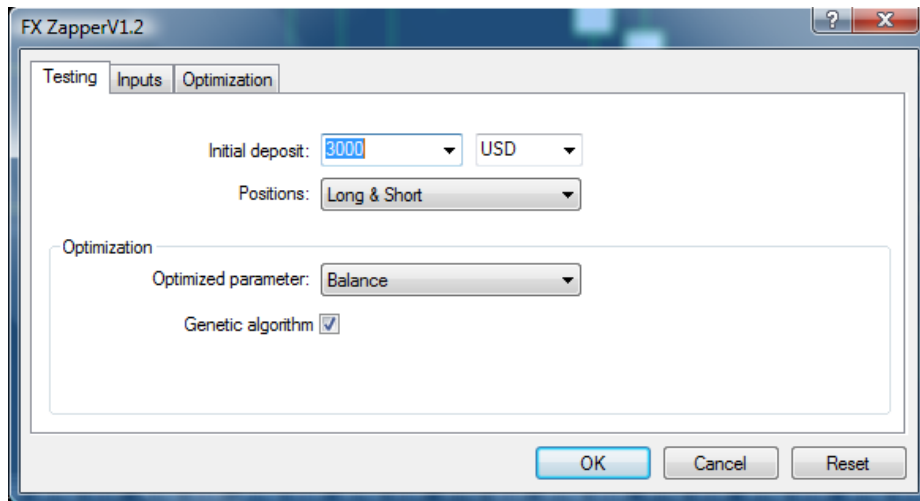 FX ZapperV1.2
?
X
Testing Inputs Optimization
Initial deposit: 3000 USD
Positions: Long & Short
Optimization
Optimized parameter: Balance
Genetic algorithm
OK Cancel Reset